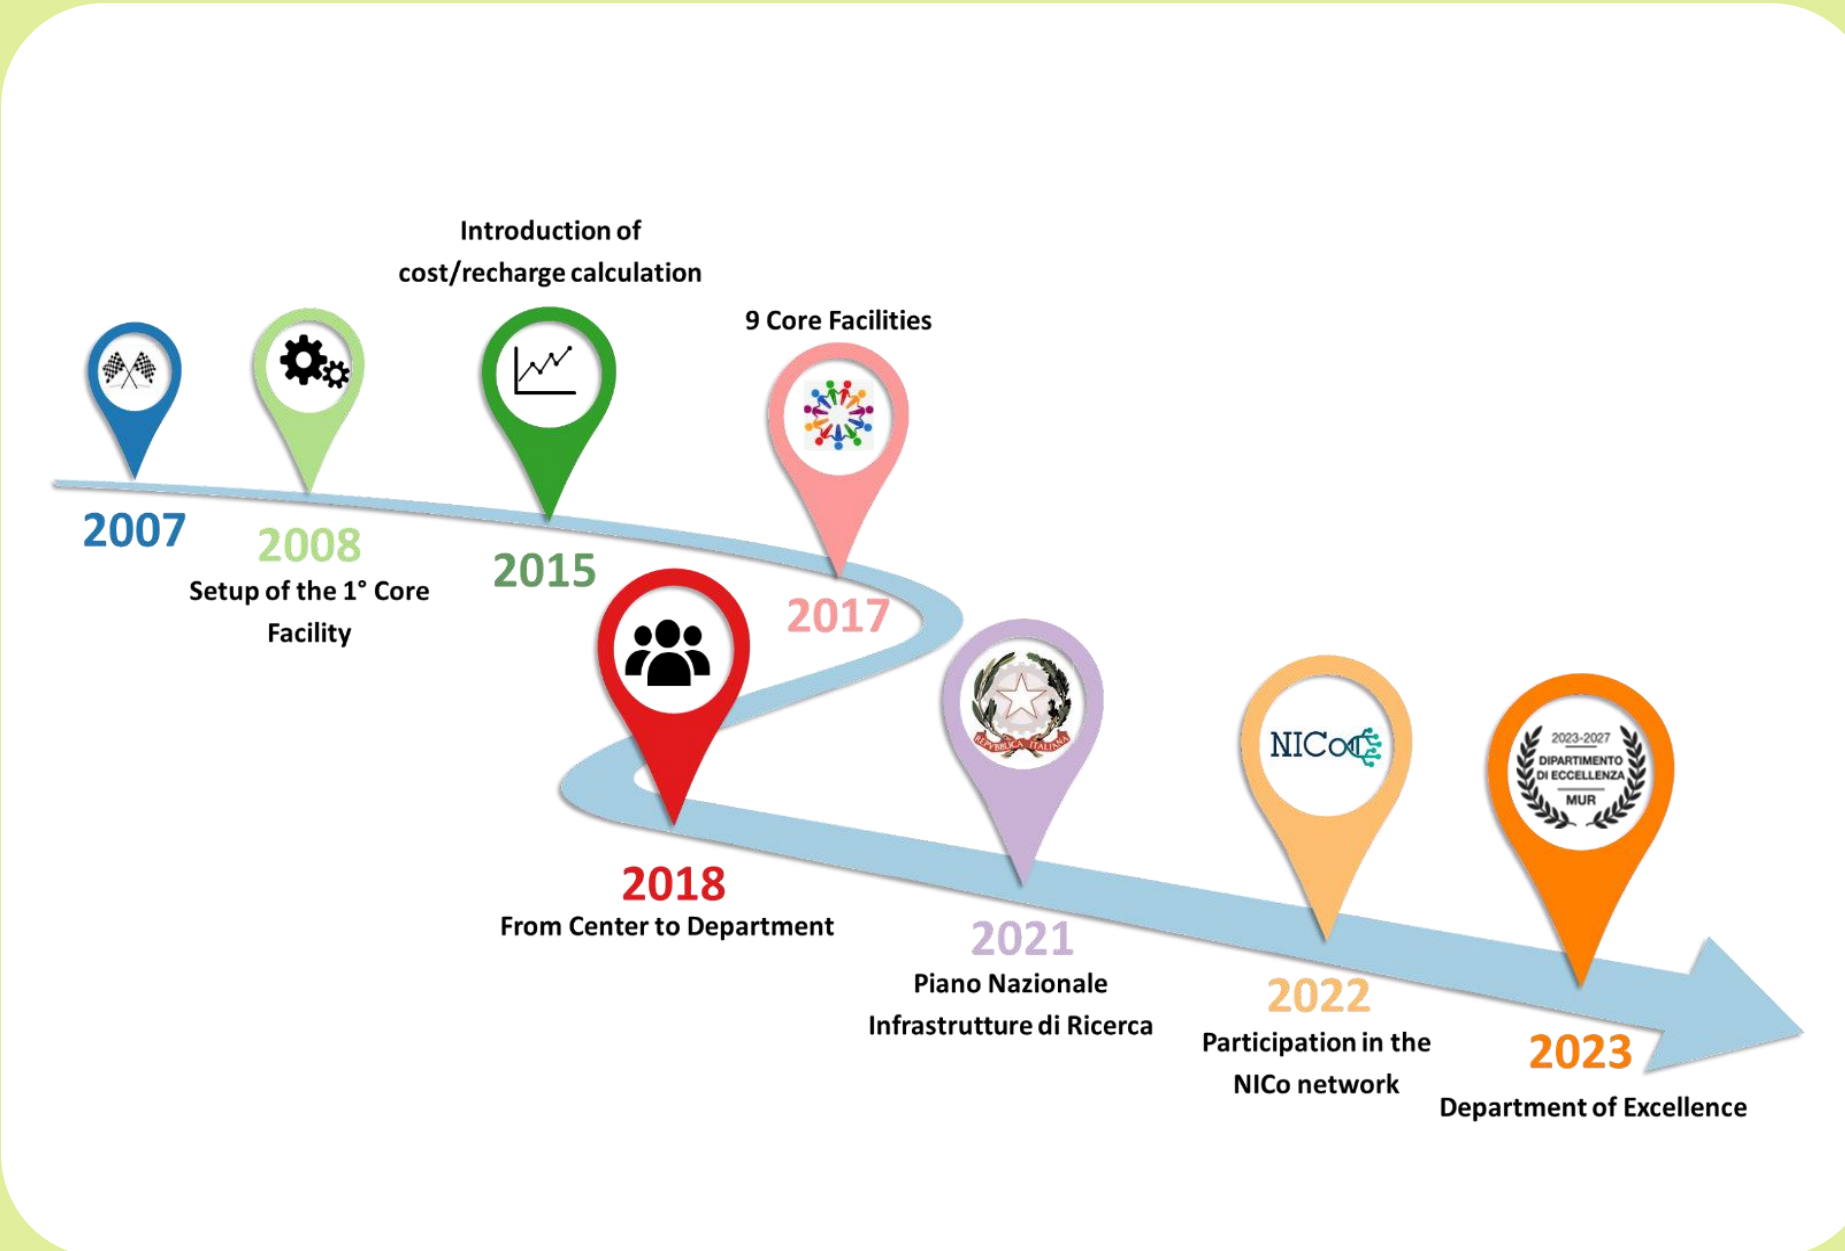 Introduction of
cost/recharge calculation
9 Core Facilities
2007
2008
Setup of the 1° Core
Facility
2015
2017
2018
From Center to Department
REPVBBLICA ITALIANA
2021
Piano Nazionale
Infrastrutture di Ricerca
NICo
2022
Participation in the
NICo network
2023-2027
DIPARTIMENTO
DI ECCELLENZA
MUR
2023
Department of Excellence